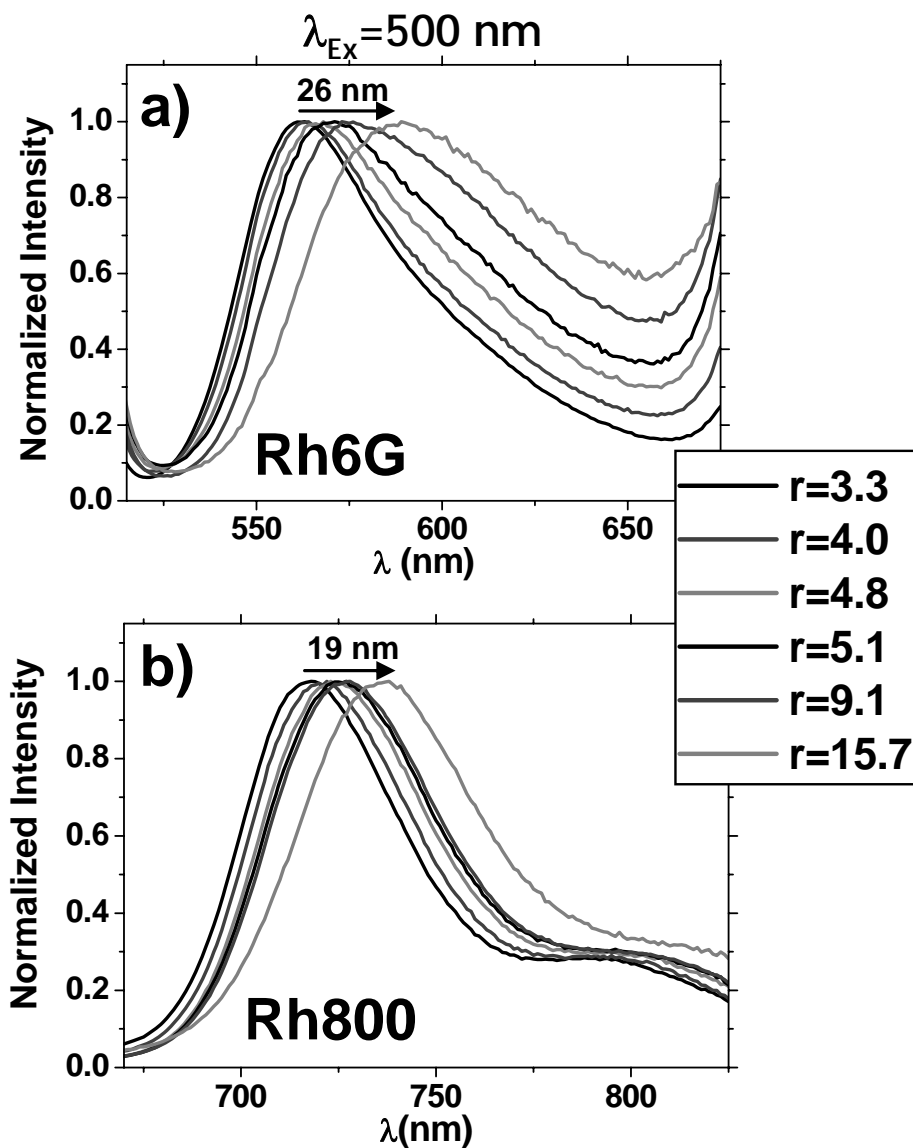 λEx=500 nm
a)
26 nm
1.0
0.8
0.6
0.4
0.2
0.0
Normalized Intensity
Rh6G
550
600
650
λ (nm)
r=3.3
r=4.0
r=4.8
r=5.1
r=9.1
r=15.7
b)
19 nm
1.0
0.8
0.6
0.4
0.2
0.0
Normalized Intensity
Rh800
700
750
800
λ(nm)